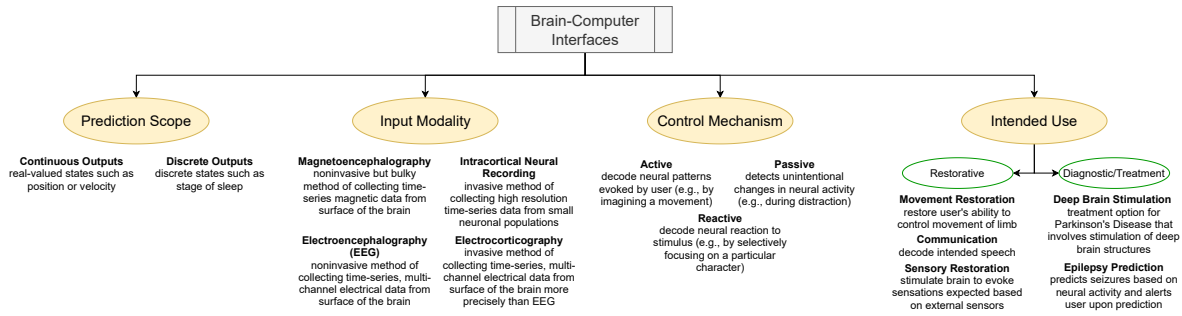 Brain-Computer
Interfaces
Prediction Scope
Input Modality
Control Mechanism
Intended Use
Continuous Outputs
real-valued states such as
position or velocity
Discrete Outputs
discrete states such as
stage of sleep
Magnetoencephalography
noninvasive but bulky
method of collecting time-
series magnetic data from
surface of the brain
Intracortical Neural
Recording
invasive method of
collecting high resolution
time-series data from small
neuronal populations
Electroencephalography
(EEG)
noninvasive method of
collecting time-series, multi-
channel electrical data from
surface of the brain
Electrocorticography
invasive method of
collecting time-series, multi-
channel electrical data from
surface of the brain more
precisely than EEG
Active
decode neural patterns
evoked by user (e.g., by
imagining a movement)
Passive
detects unintentional
changes in neural activity
(e.g., during distraction)
Reactive
decode neural reaction to
stimulus (e.g., by selectively
focusing on a particular
character)
Restorative
Diagnostic/Treatment
Movement Restoration
restore user's ability to
control movement of limb
Communication
decode intended speech
Sensory Restoration
stimulate brain to evoke
sensations expected based
on external sensors
Deep Brain Stimulation
treatment option for
Parkinson's Disease that
involves stimulation of deep
brain structures
Epilepsy Prediction
predicts seizures based on
neural activity and alerts
user upon prediction